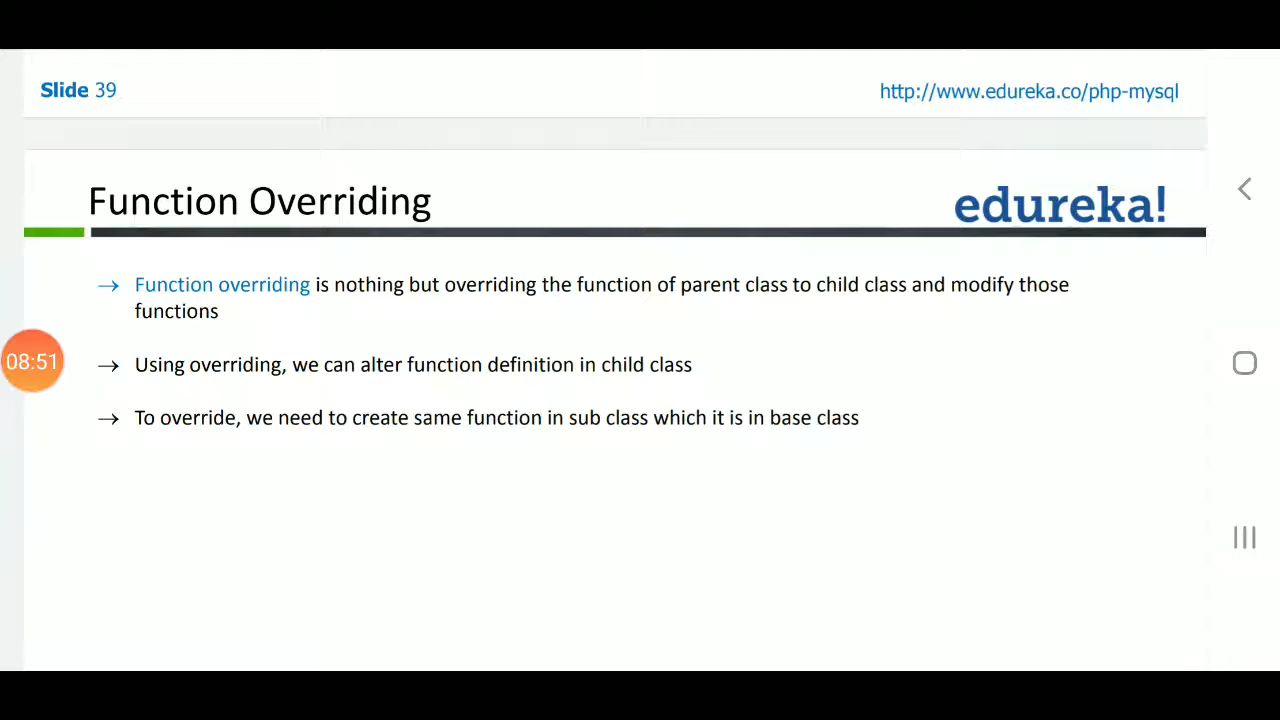 Slide 39
http://www.edureka.co/php-mysql
Function Overriding
edureka!
→ Function overriding is nothing but overriding the function of parent class to child class and modify those
functions
08:51
→ Using overriding, we can alter function definition in child class
→ To override, we need to create same function in sub class which it is in base class